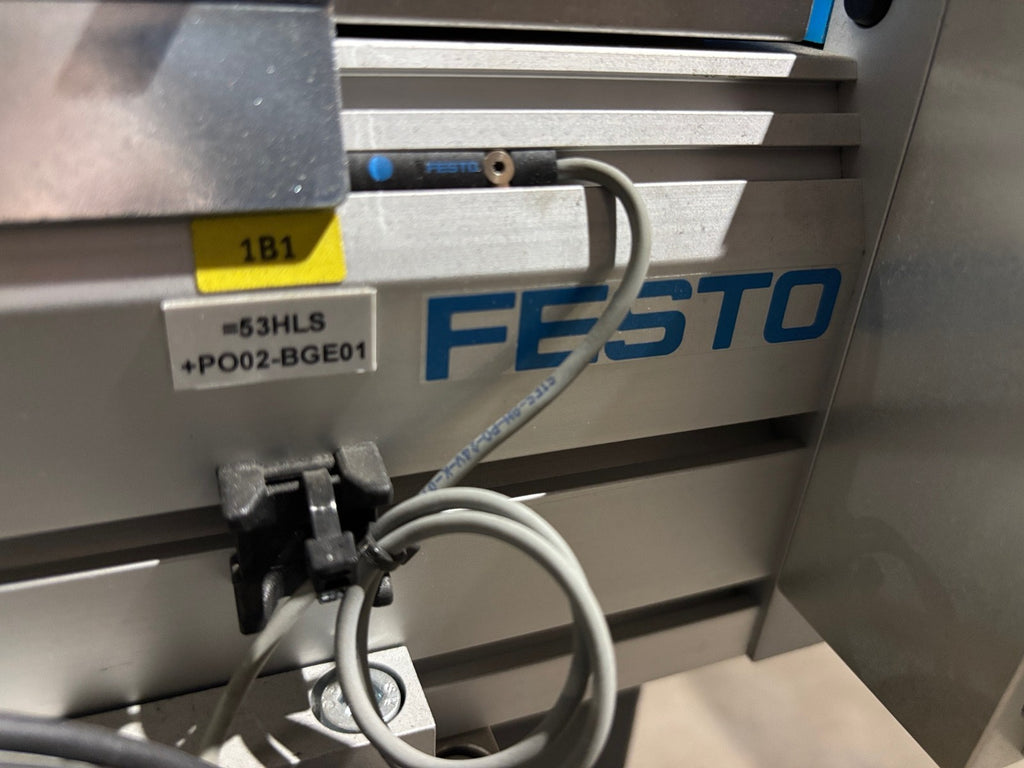 FESTO
1B1
=53HLS
+PO02-BGE01
FESTO